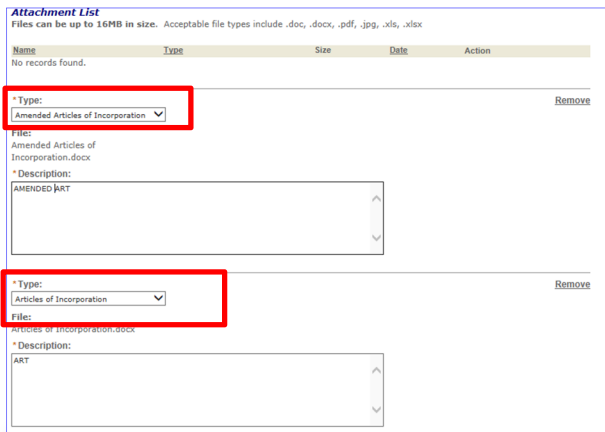 Attachment List
Files can be up to 16MB in size. Acceptable file types include .doc, .docx, .pdf, .jpg, .xls, .xlsx
Name Type Size Date Action
No records found.
*Type: Remove
Amended Articles of Incorporation
File:
Amended Articles of
Incorporation.docx
*Description:
AMENDED ART
*Type: Remove
Articles of Incorporation
File:
Articles of Incorporation.docx
*Description:
ART